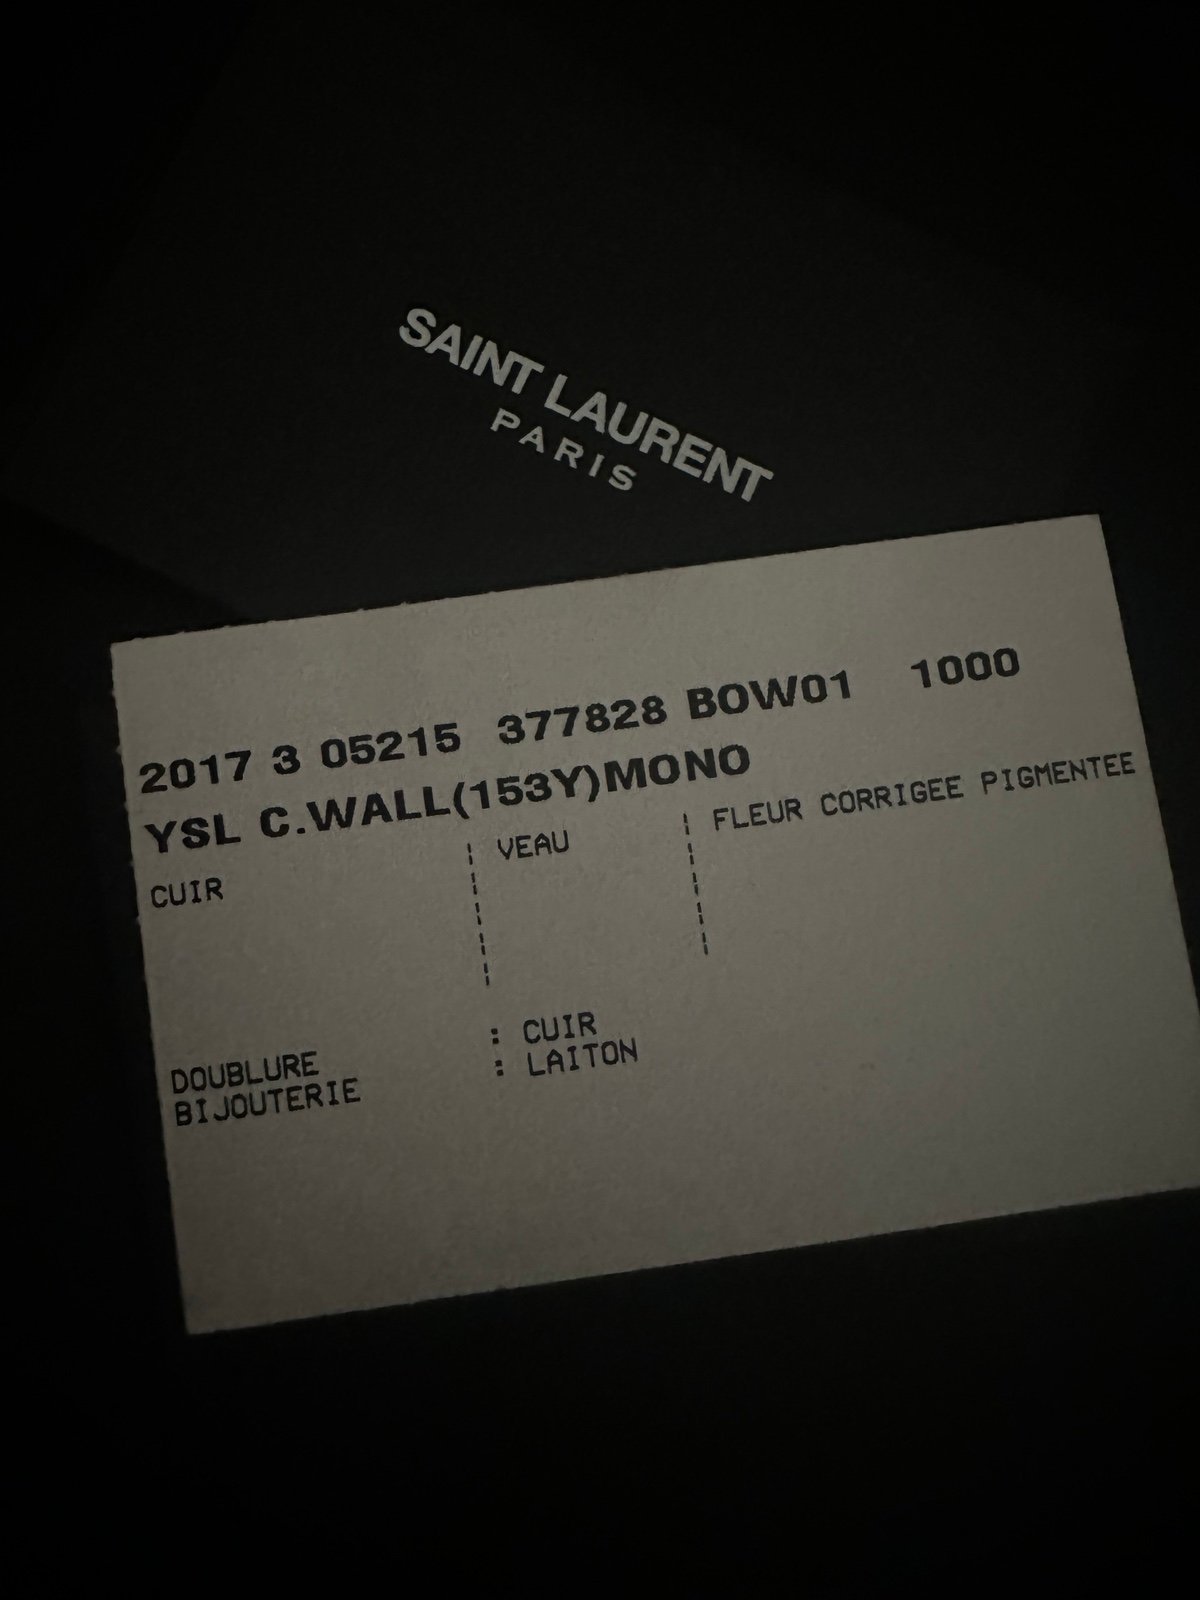 SAINT LAURENT
PARIS
2017 3 05215 377828 BOW01 1000
YSL C.WALL(153Y)MONO
CUIR ¦ VEAU ¦ FLEUR CORRIGEE PIGMENTEE
DOUBLURE : CUIR
BIJOUTERIE : LAITON